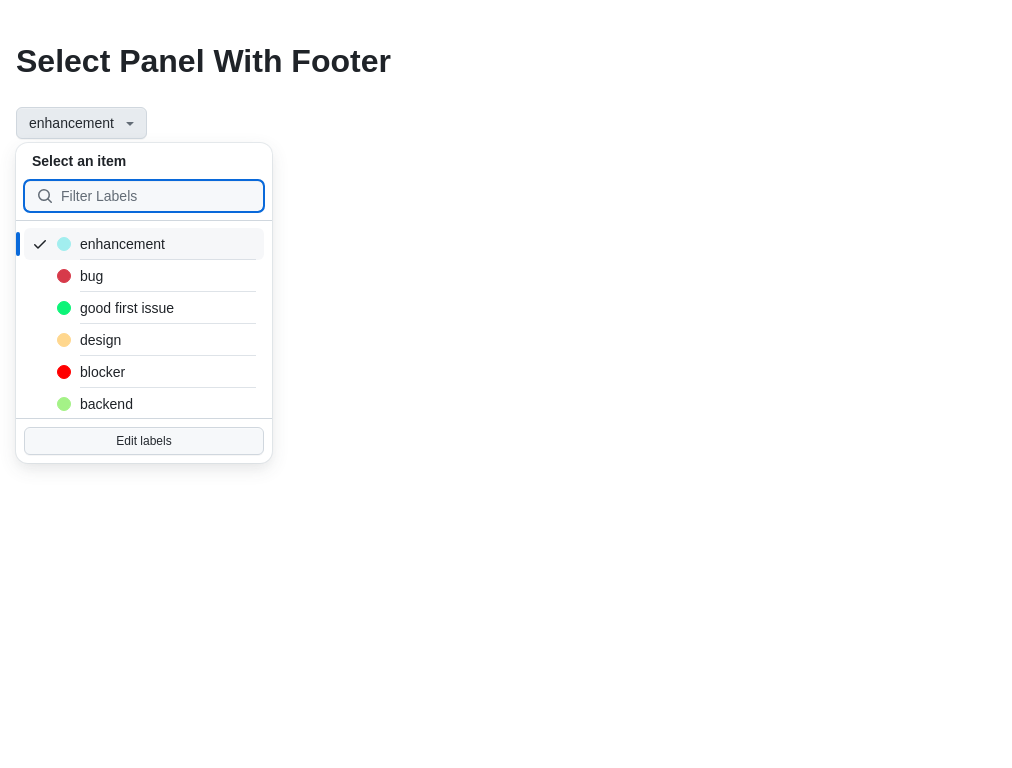 Select Panel With Footer
enhancement
Select an item
Filter Labels
enhancement
bug
good first issue
design
blocker
backend
Edit labels